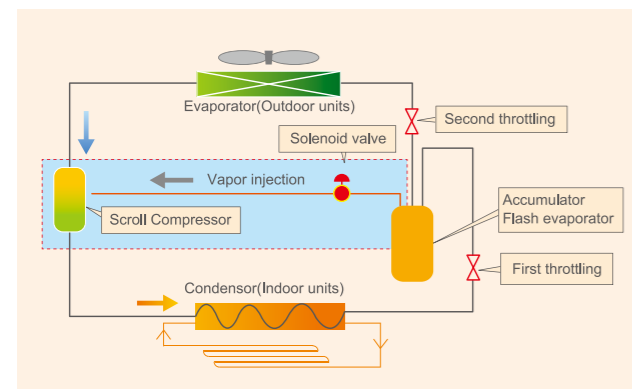 Evaporator(Outdoor units)
Second throttling
Solenoid valve
Vapor injection
Scroll Compressor
Accumulator
Flash evaporator
First throttling
Condensor(Indoor units)